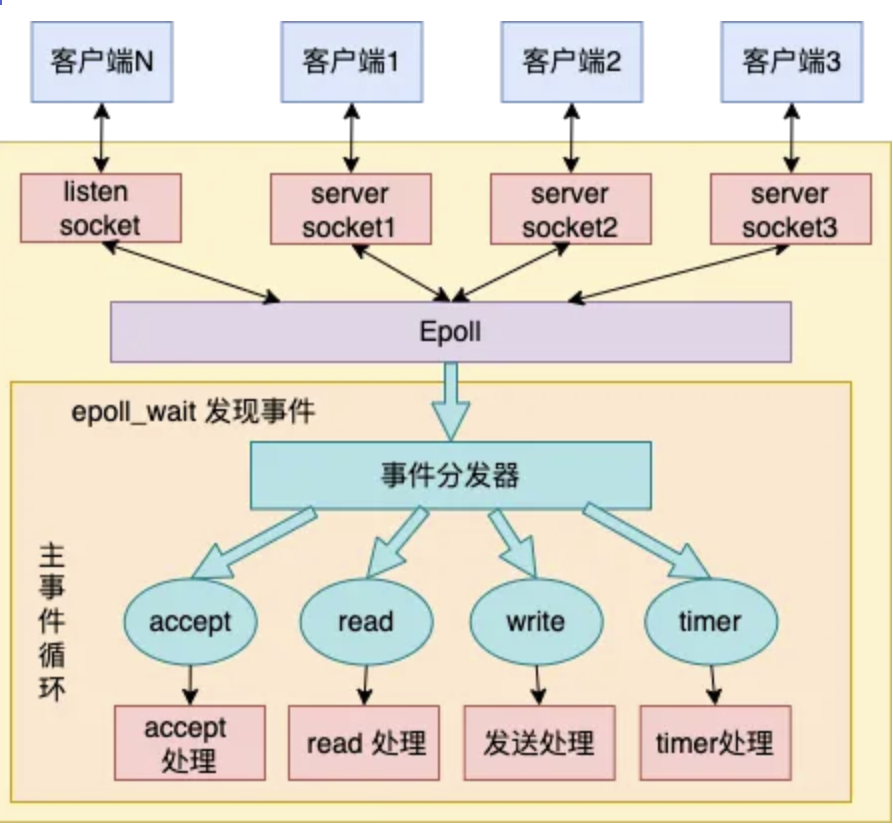 客户端N
客户端1
客户端2
客户端3
listen
socket
server
socket1
server
socket2
server
socket3
Epoll
epoll_wait 发现事件
事件分发器
主
事
件
循
环
accept
read
write
timer
accept
处理
read 处理
发送处理
timer处理